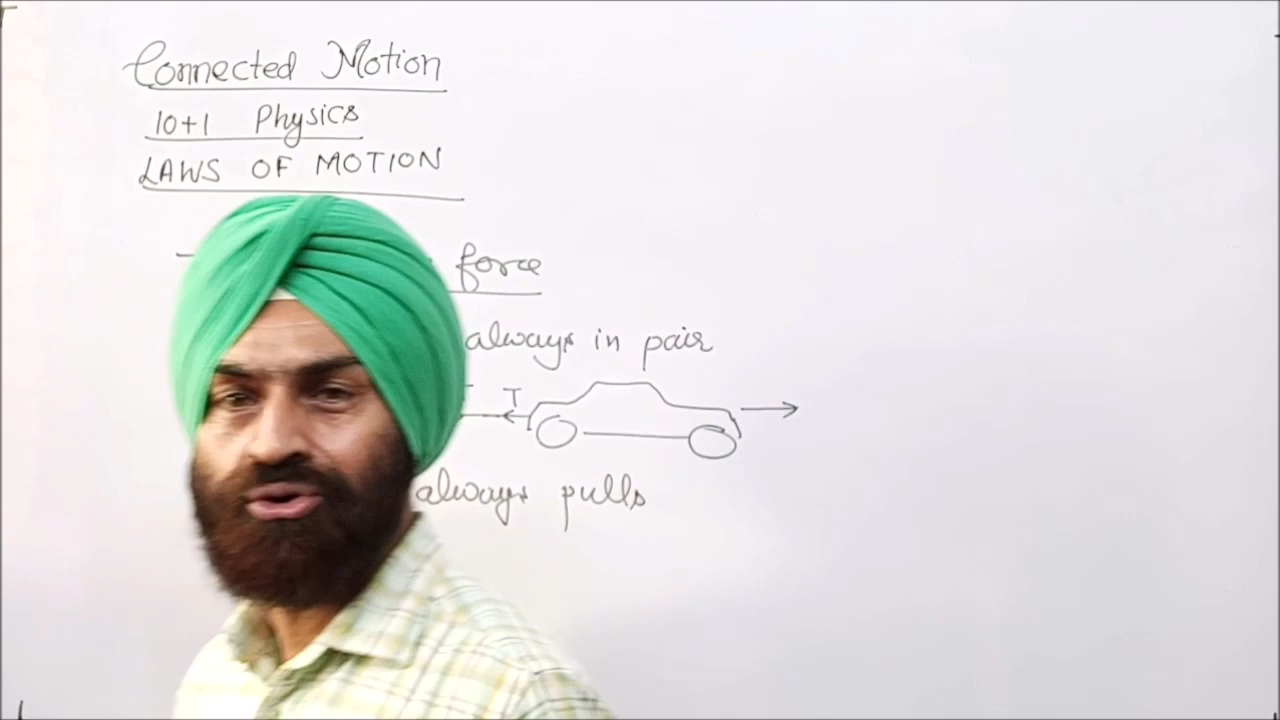 Connected Motion
10+1 Physics
LAWS OF MOTION
force
always in pair
T
always pulls